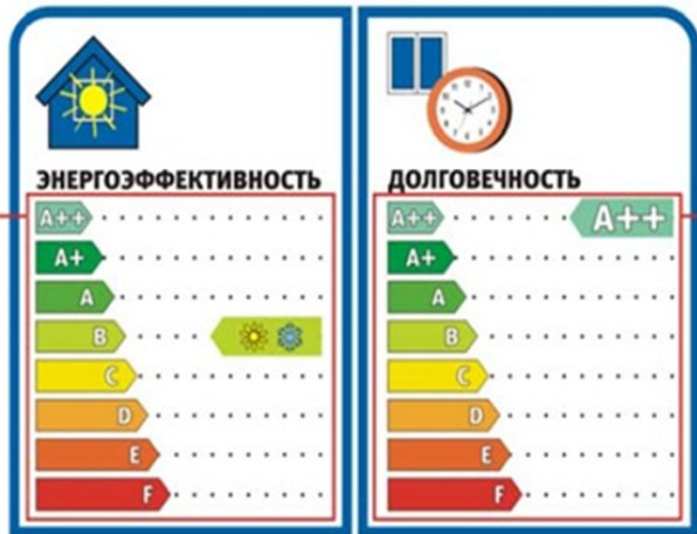 ЭНЕРГОЭФФЕКТИВНОСТЬ
A++
A+
A
B
C
D
E
F
ДОЛГОВЕЧНОСТЬ
A++ A++
A+
A
B
C
D
E
F